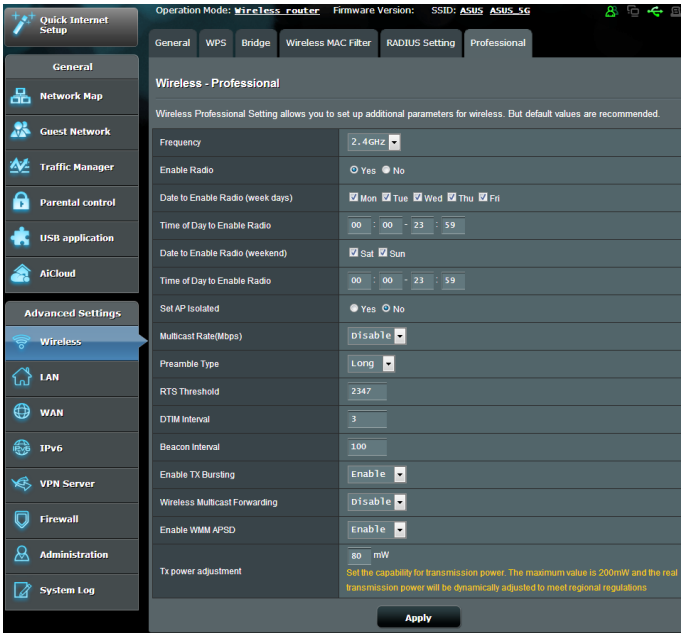 Quick Internet
Setup
Operation Mode: Wireless router Firmware Version: SSID: ASUS ASUS_5G
General WPS Bridge Wireless MAC Filter RADIUS Setting Professional
General
Network Map
Guest Network
Traffic Manager
Parental control
USB application
AiCloud
Advanced Settings
Wireless
LAN
WAN
IPv6
VPN Server
Firewall
Administration
System Log
Wireless - Professional
Wireless Professional Setting allows you to set up additional parameters for wireless. But default values are recommended.
Frequency 2.4GHz
Enable Radio Yes No
Date to Enable Radio (week days) Mon Tue Wed Thu Fri
Time of Day to Enable Radio 00 : 00 - 23 : 59
Date to Enable Radio (weekend) Sat Sun
Time of Day to Enable Radio 00 : 00 - 23 : 59
Set AP Isolated Yes No
Multicast Rate(Mbps) Disable
Preamble Type Long
RTS Threshold 2347
DTIM Interval 3
Beacon Interval 100
Enable TX Bursting Enable
Wireless Multicast Forwarding Disable
Enable WMM APSD Enable
Tx power adjustment 80 mW
Set the capability for transmission power. The maximum value is 200mW and the real
transmission power will be dynamically adjusted to meet regional regulations
Apply